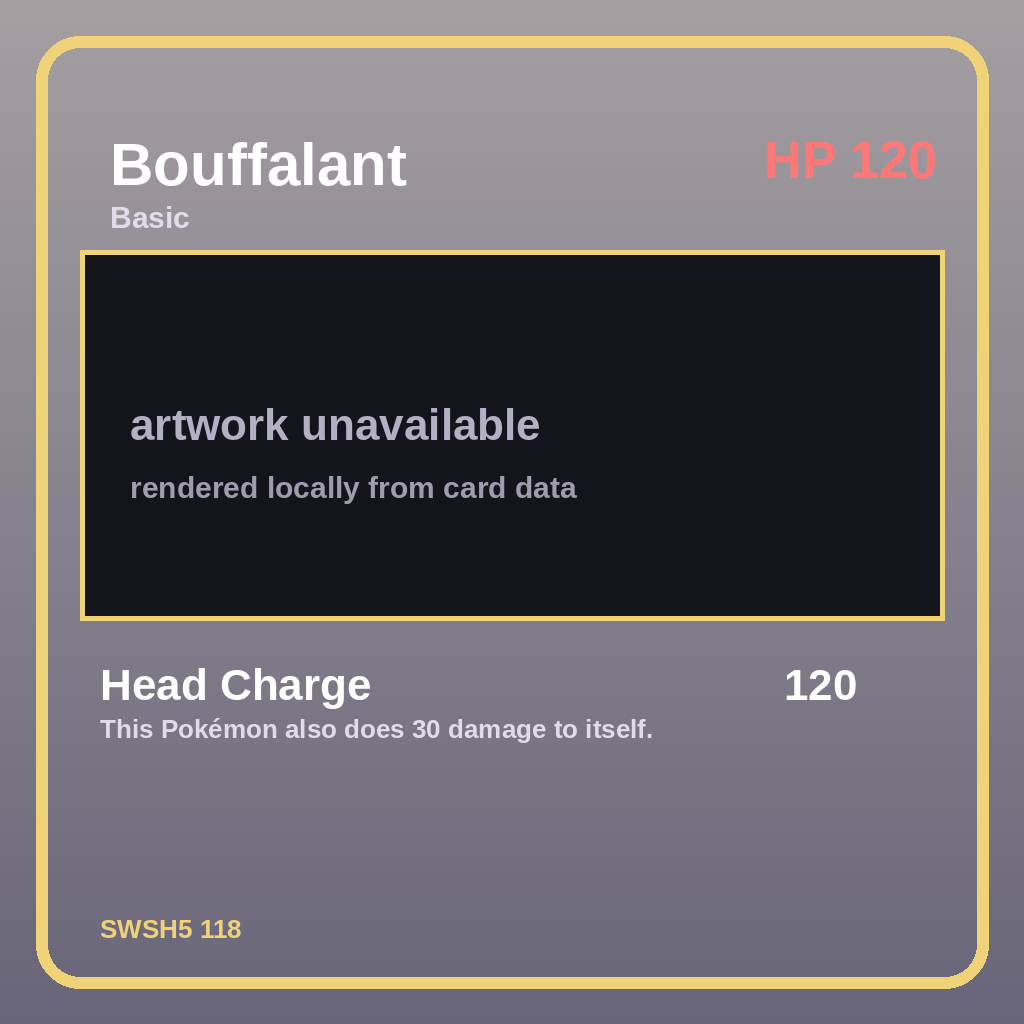 Bouffalant
HP 120
Basic
artwork unavailable
rendered locally from card data
Head Charge
120
This Pokémon also does 30 damage to itself.
SWSH5 118